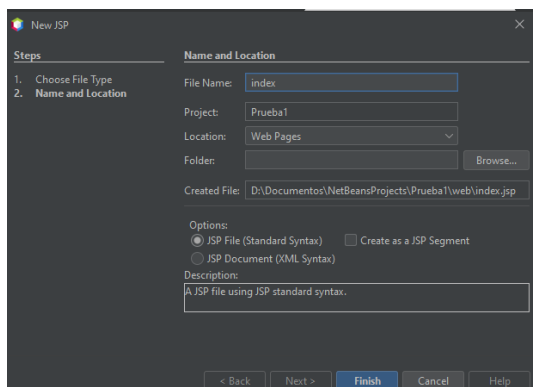 New JSP
Steps
1. Choose File Type
2. Name and Location
Name and Location
File Name: index
Project: Prueba1
Location: Web Pages
Folder: Browse...
Created File: D:\Documentos\NetBeansProjects\Prueba1\web\index.jsp
Options:
JSP File (Standard Syntax) Create as a JSP Segment
JSP Document (XML Syntax)
Description:
A JSP file using JSP standard syntax.
< Back Next > Finish Cancel Help